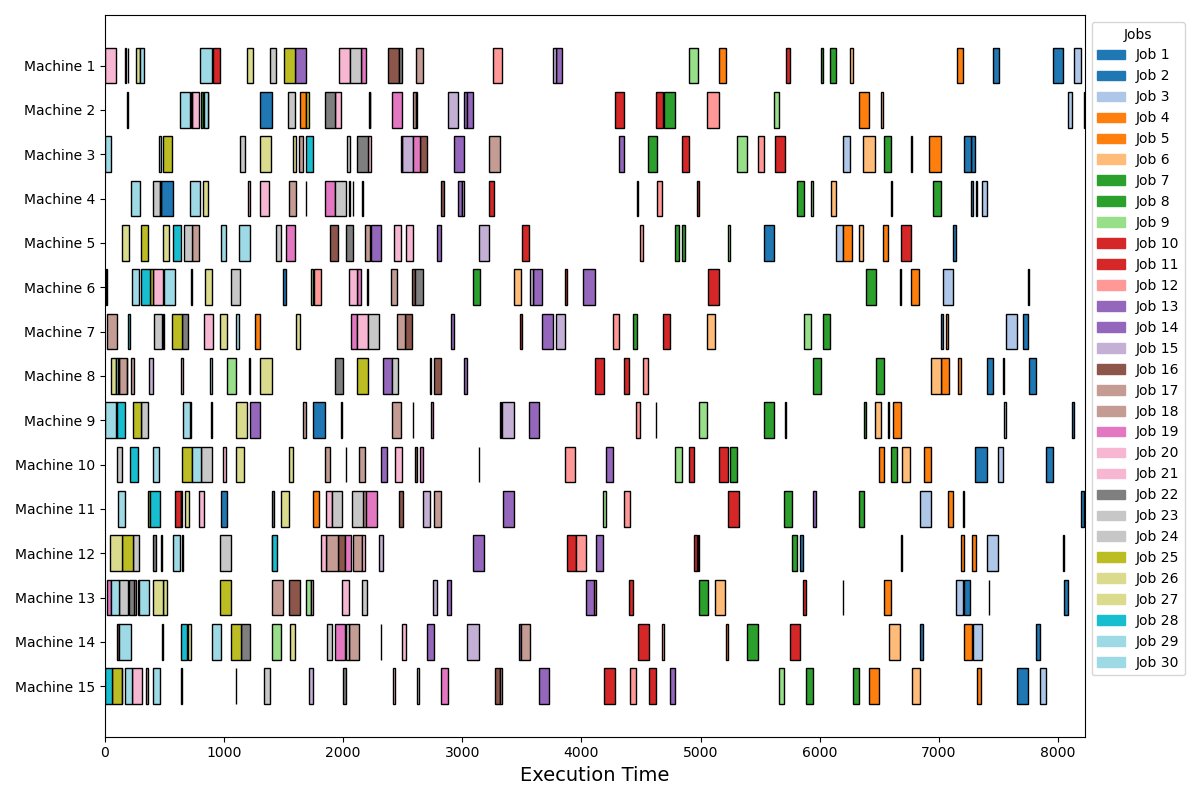 Machine 1
Machine 2
Machine 3
Machine 4
Machine 5
Machine 6
Machine 7
Machine 8
Machine 9
Machine 10
Machine 11
Machine 12
Machine 13
Machine 14
Machine 15
0 1000 2000 3000 4000 5000 6000 7000 8000
Execution Time
Jobs
Job 1
Job 2
Job 3
Job 4
Job 5
Job 6
Job 7
Job 8
Job 9
Job 10
Job 11
Job 12
Job 13
Job 14
Job 15
Job 16
Job 17
Job 18
Job 19
Job 20
Job 21
Job 22
Job 23
Job 24
Job 25
Job 26
Job 27
Job 28
Job 29
Job 30